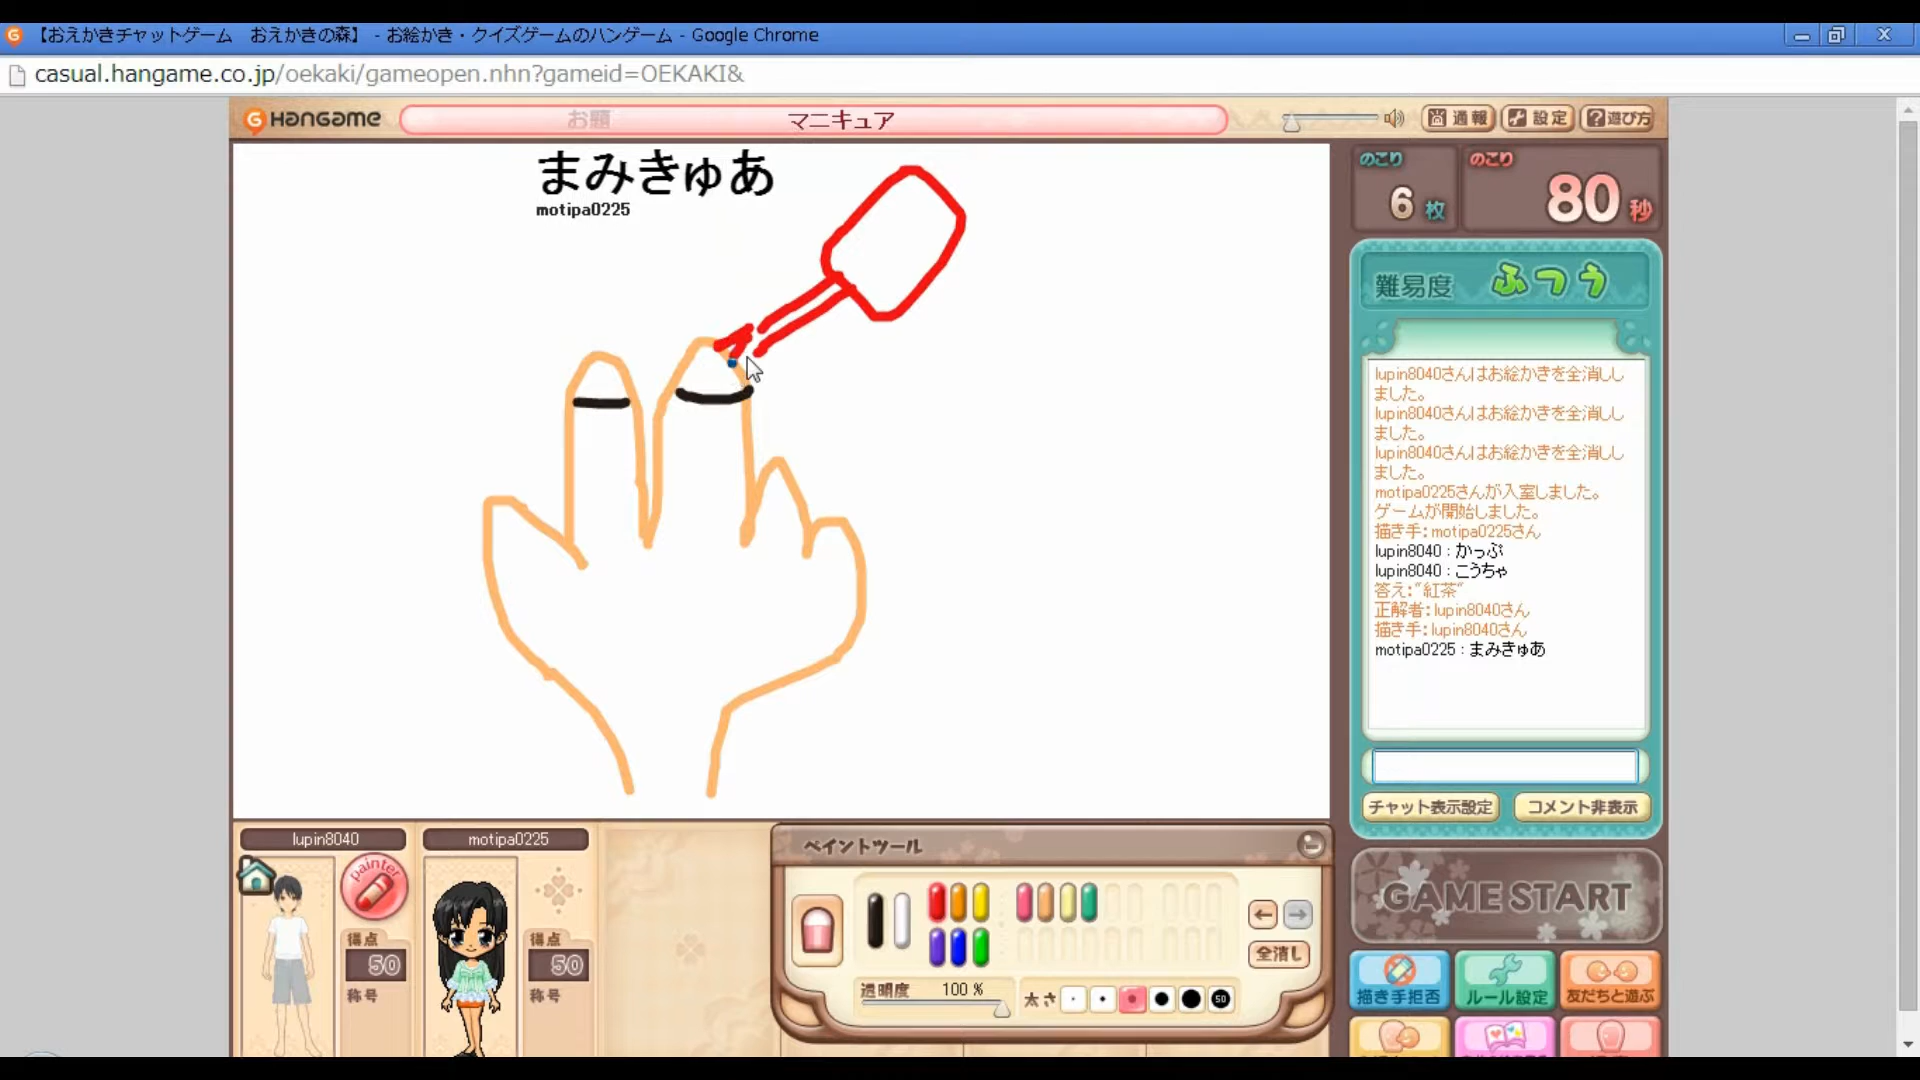 【おえかきチャットゲーム　おえかきの森】 - お絵かき・クイズゲームのハンゲーム - Google Chrome
casual.hangame.co.jp/oekaki/gameopen.nhn?gameid=OEKAKI&
HANGAME
お題
マニキュア
通報
設定
遊び方
まみきゅあ
motipa0225
のこり
6 枚
のこり
80 秒
難易度 ふつう
lupin8040さんはお絵かきを全消ししました。
lupin8040さんはお絵かきを全消ししました。
lupin8040さんはお絵かきを全消ししました。
motipa0225さんが入室しました。
ゲームが開始しました。
描き手：motipa0225さん
lupin8040 : かっぷ
lupin8040 : こうちゃ
答え："紅茶"
正解者：lupin8040さん
描き手：lupin8040さん
motipa0225 : まみきゅあ
チャット表示設定
コメント非表示
lupin8040
painter
得点
50
称号
motipa0225
得点
50
称号
ペイントツール
全消し
透明度 100 %
太さ
50
GAME START
描き手拒否
ルール設定
友だちと遊ぶ